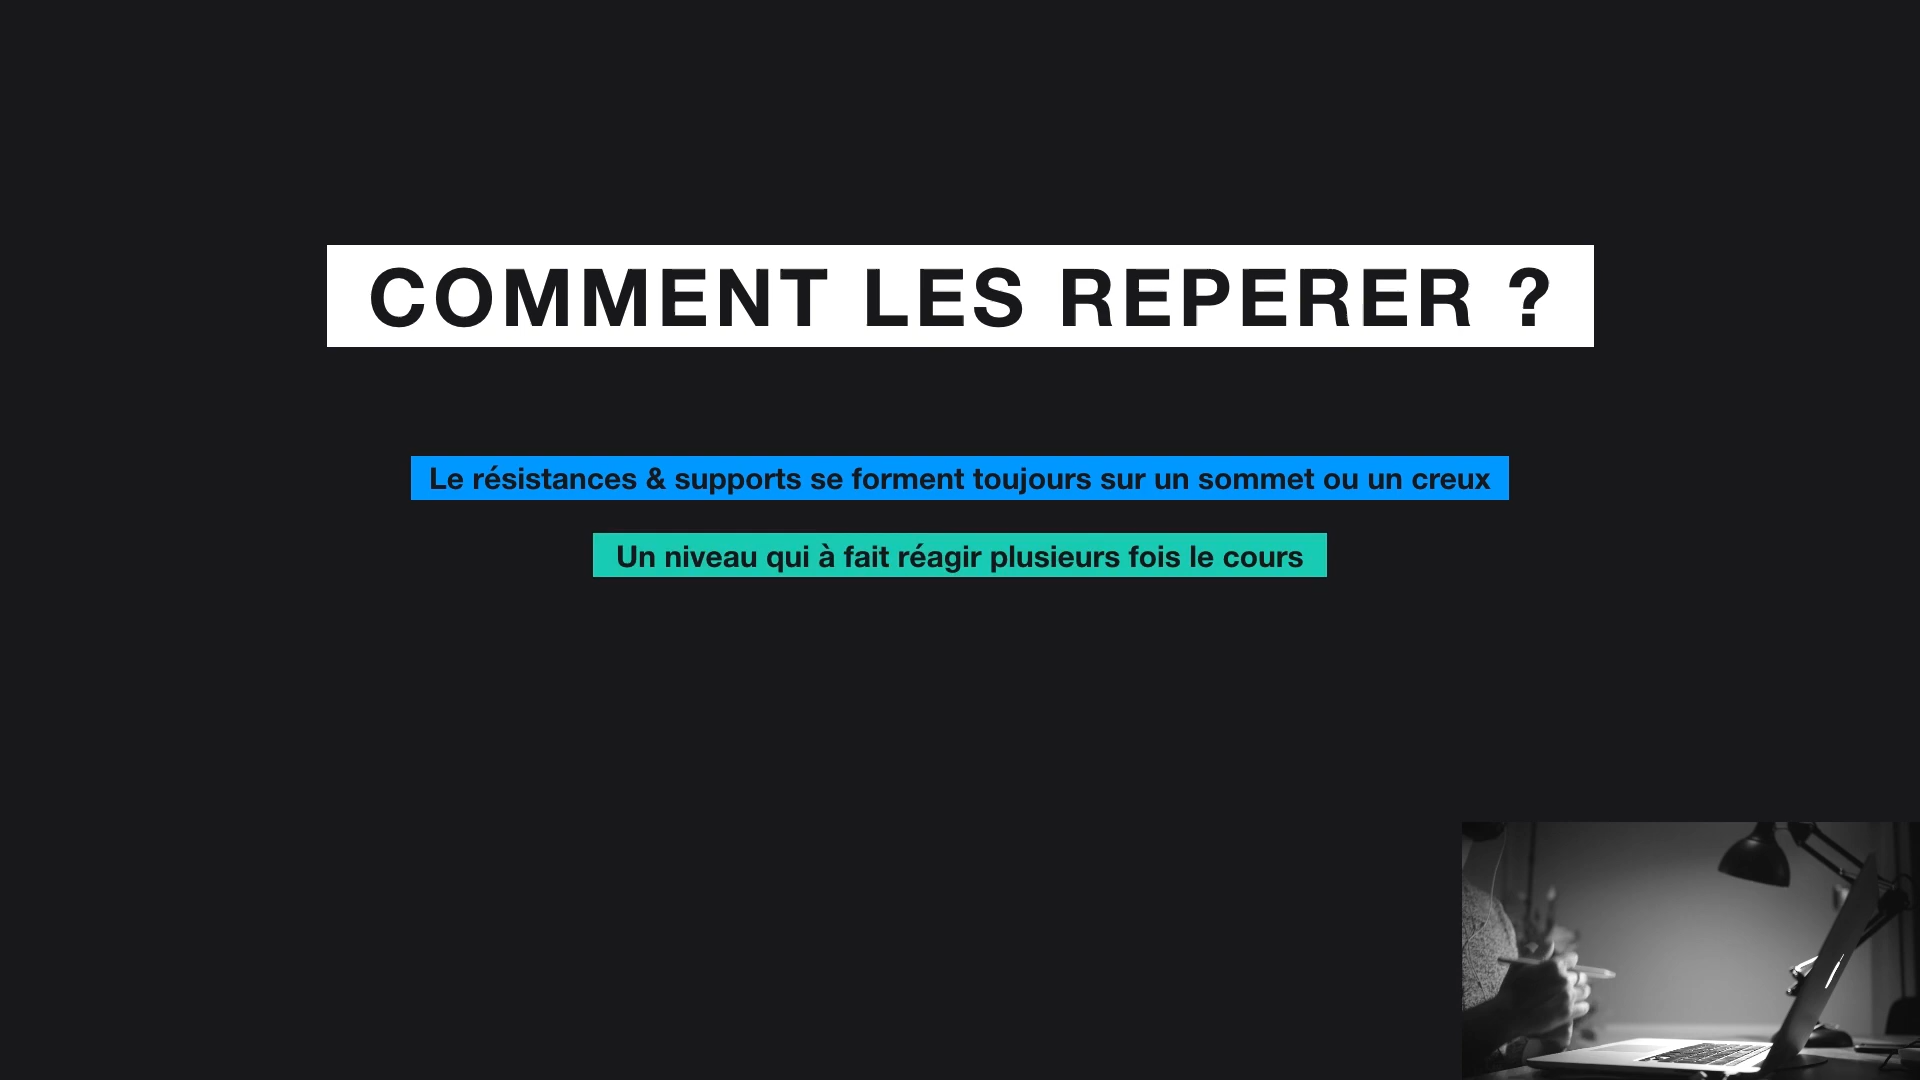 COMMENT LES REPERER ?
Le résistances & supports se forment toujours sur un sommet ou un creux
Un niveau qui à fait réagir plusieurs fois le cours